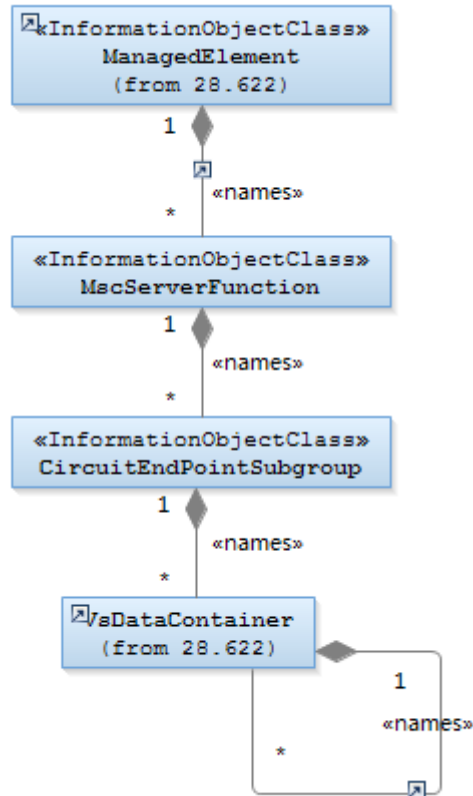 «InformationObjectClass»
ManagedElement
(from 28.622)
1
«names»
*
«InformationObjectClass»
MscServerFunction
1
«names»
*
«InformationObjectClass»
CircuitEndPointSubgroup
1
«names»
*
VsDataContainer
(from 28.622)
1
«names»
*